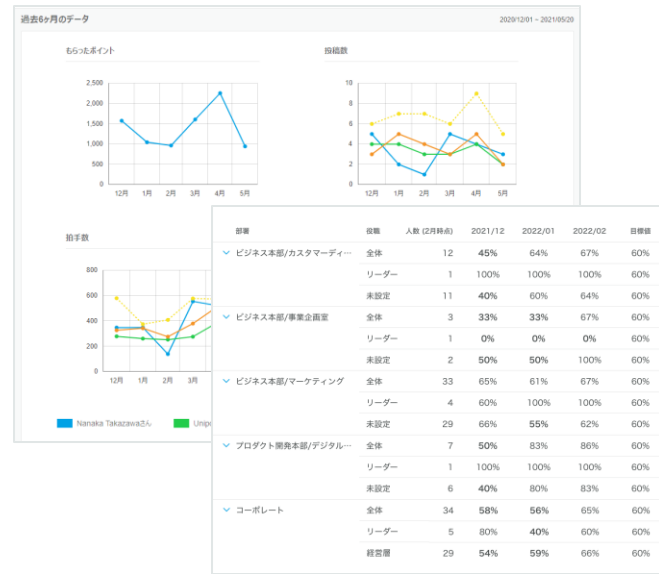 過去6ヶ月のデータ 2020/12/01 ~ 2021/05/20
もらったポイント
2,500
2,000
1,500
1,000
500
0
12月 1月 2月 3月 4月 5月
投稿数
10
8
6
4
2
0
12月 1月 2月 3月 4月 5月
拍手数
800
600
400
200
0
12月 1月 2月 3月
Nanaka Takazawaさん
部署 役職 人数 (2月時点) 2021/12 2022/01 2022/02 目標値
ビジネス本部/カスタマーディ… 全体 12 45% 64% 67% 60%
リーダー 1 100% 100% 100% 60%
未設定 11 40% 60% 64% 60%
ビジネス本部/事業企画室 全体 3 33% 33% 67% 60%
リーダー 1 0% 0% 0% 60%
未設定 2 50% 50% 100% 60%
ビジネス本部/マーケティング 全体 33 65% 61% 67% 60%
リーダー 4 60% 100% 100% 60%
未設定 29 66% 55% 62% 60%
プロダクト開発本部/デジタル… 全体 7 50% 83% 86% 60%
リーダー 1 100% 100% 100% 60%
未設定 6 40% 80% 83% 60%
コーポレート 全体 34 58% 56% 65% 60%
リーダー 5 80% 40% 60% 60%
経営層 29 54% 59% 66% 60%